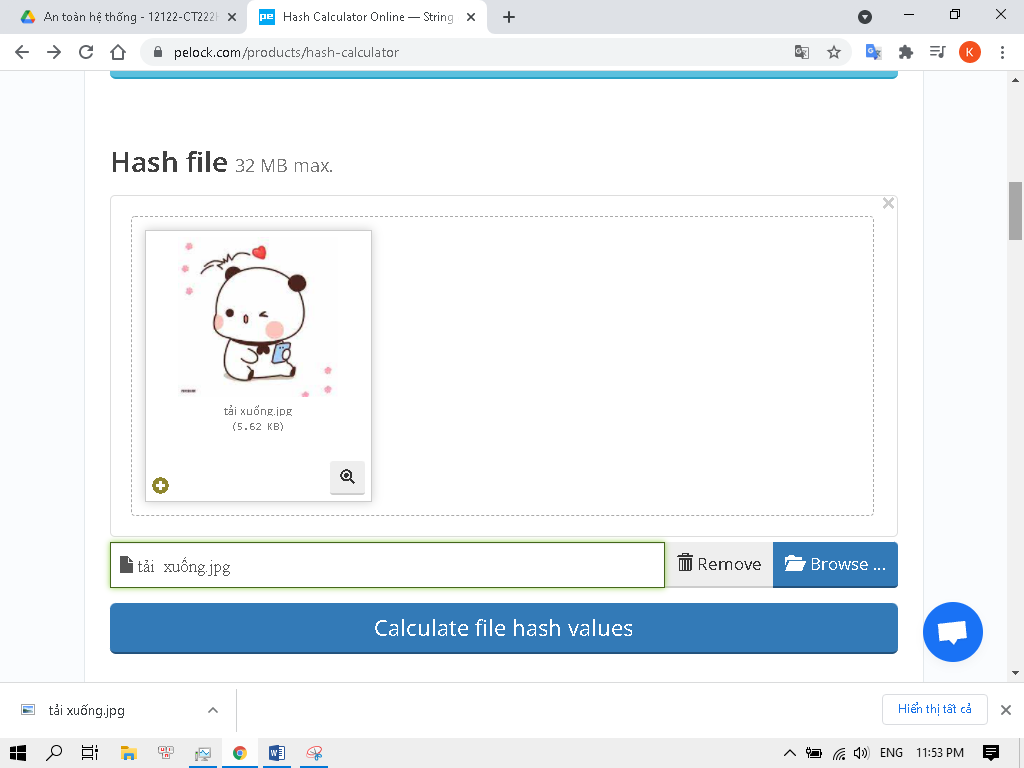 An toàn hệ thống - 12122-CT222
Hash Calculator Online — String
pelock.com/products/hash-calculator
K
Hash file 32 MB max.
tải xuống.jpg
(5.62 KB)
tải xuống.jpg
Remove
Browse ...
Calculate file hash values
tải xuống.jpg
Hiển thị tất cả
ENG
11:53 PM